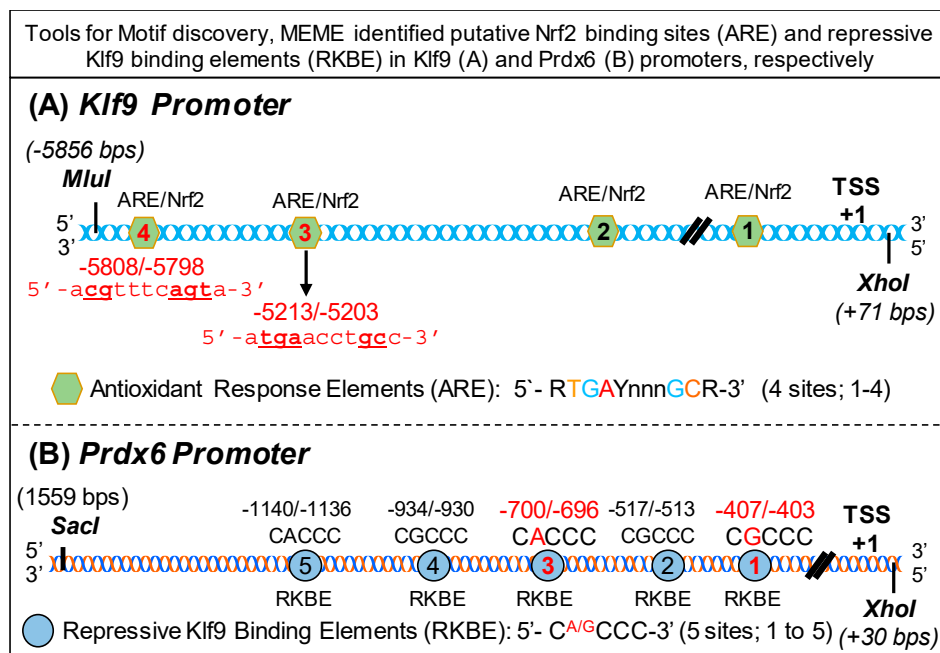 Tools for Motif discovery, MEME identified putative Nrf2 binding sites (ARE) and repressive
Klf9 binding elements (RKBE) in Klf9 (A) and Prdx6 (B) promoters, respectively
(A) Klf9 Promoter
(-5856 bps)
MluI
ARE/Nrf2 ARE/Nrf2 ARE/Nrf2 ARE/Nrf2 TSS
+1
5’ 4 3 2 1 3’
3’ 5’
-5808/-5798 XhoI
5’-acgtttcagta-3’ (+71 bps)
-5213/-5203
5’-atgaacctgcc-3’
Antioxidant Response Elements (ARE): 5`- RTGAYnnnGCR-3’ (4 sites; 1-4)
(B) Prdx6 Promoter
(1559 bps)
SacI
-1140/-1136 -934/-930 -700/-696 -517/-513 -407/-403 TSS
CACCC CGCCC CACCC CGCCC CGCCC +1
5’ 5 4 3 2 1 3’
3’ 5’
RKBE RKBE RKBE RKBE RKBE XhoI
Repressive Klf9 Binding Elements (RKBE): 5’- CA/GCCC-3’ (5 sites; 1 to 5) (+30 bps)